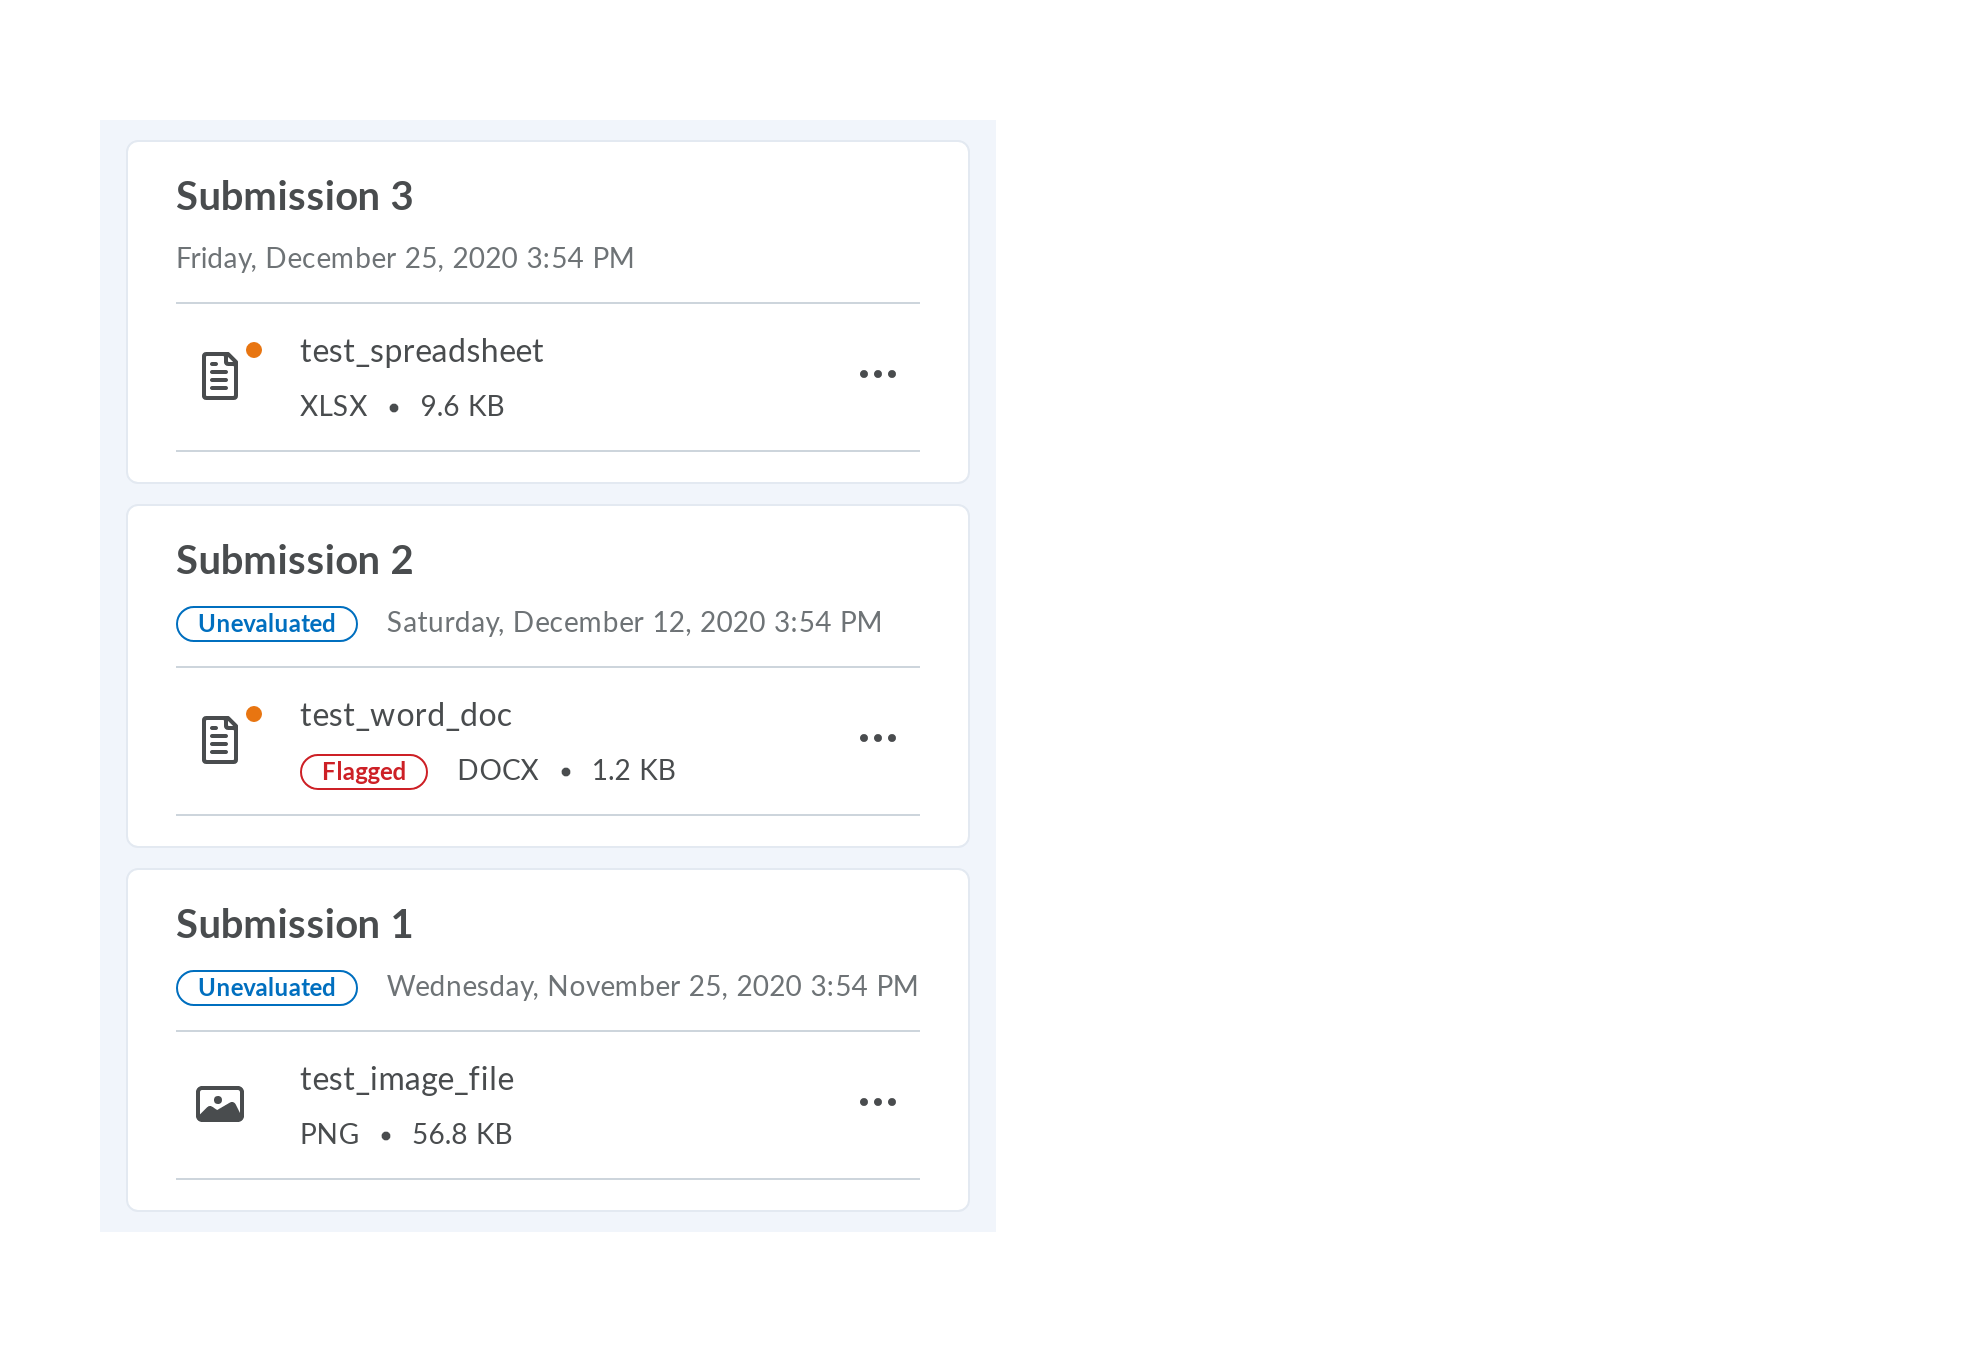 Submission 3
Friday, December 25, 2020 3:54 PM
test_spreadsheet
XLSX • 9.6 KB
Submission 2
Unevaluated Saturday, December 12, 2020 3:54 PM
test_word_doc
Flagged DOCX • 1.2 KB
Submission 1
Unevaluated Wednesday, November 25, 2020 3:54 PM
test_image_file
PNG • 56.8 KB